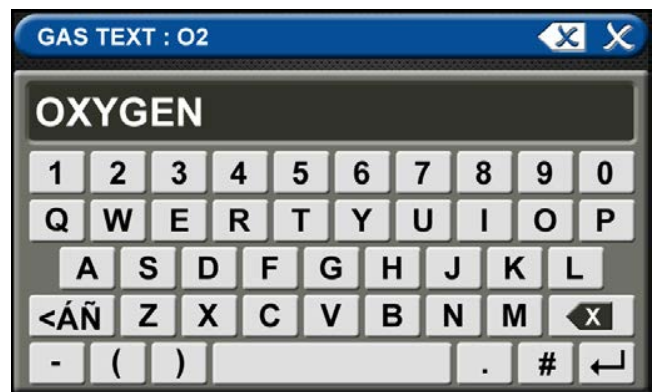 GAS TEXT : O2
OXYGEN
1 2 3 4 5 6 7 8 9 0
Q W E R T Y U I O P
A S D F G H J K L
<ÁÑ Z X C V B N M X
- ( ) . #